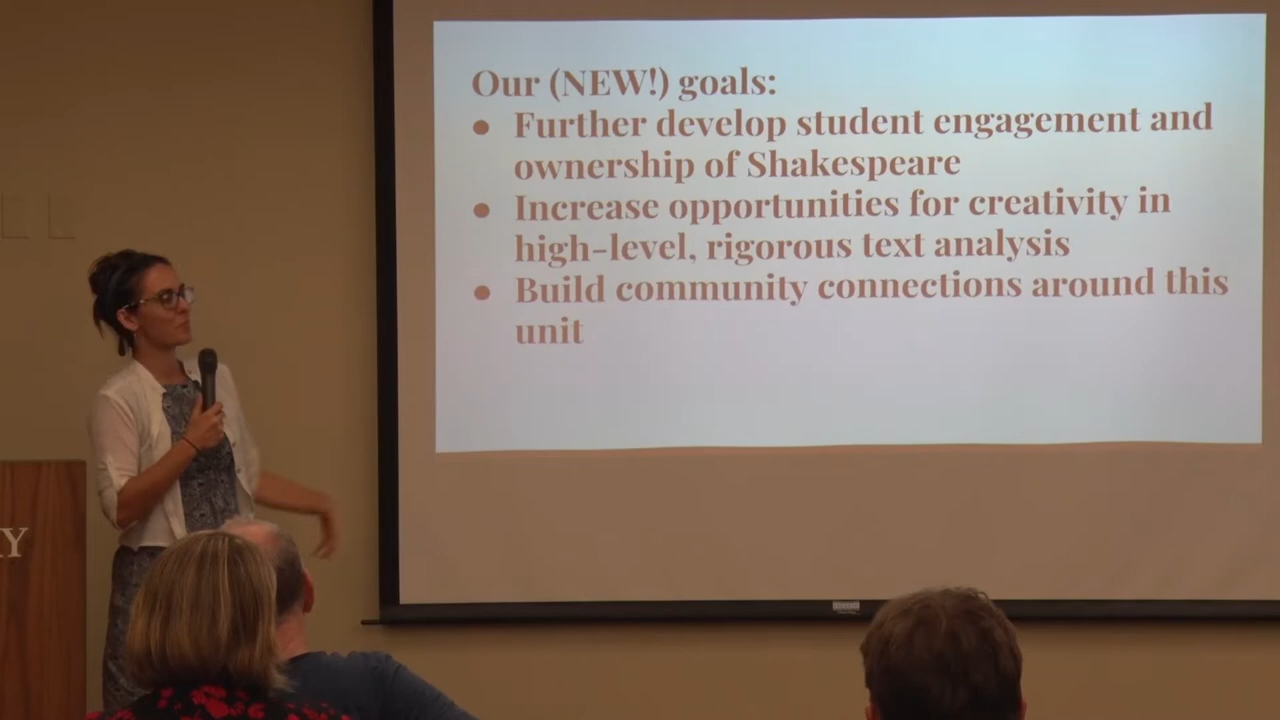 Our (NEW!) goals:
● Further develop student engagement and
ownership of Shakespeare
● Increase opportunities for creativity in
high-level, rigorous text analysis
● Build community connections around this
unit
Y